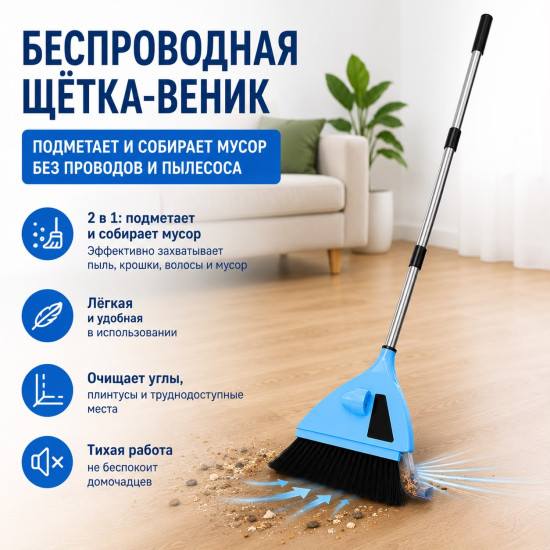 БЕСПРОВОДНАЯ
ЩЁТКА-ВЕНИК
ПОДМЕТАЕТ И СОБИРАЕТ МУСОР
БЕЗ ПРОВОДОВ И ПЫЛЕСОСА
2 в 1: подметает
и собирает мусор
Эффективно захватывает
пыль, крошки, волосы и мусор
Лёгкая
и удобная
в использовании
Очищает углы,
плинтусы и труднодоступные
места
Тихая работа
не беспокоит
домочадцев